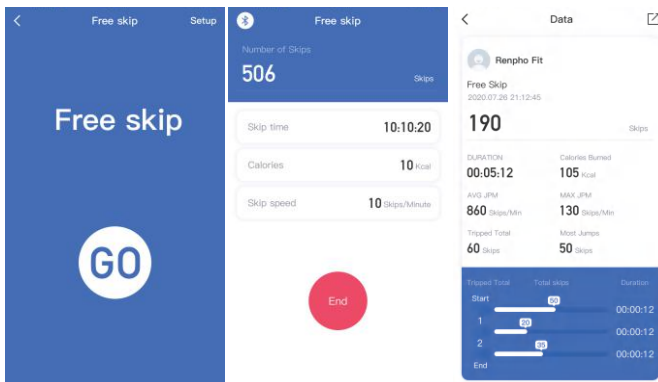 Free skip
Setup
Free skip
GO
Free skip
Number of Skips
506
Skips
Skip time
10:10:20
Calories
10 Kcal
Skip speed
10 Skips/Minute
End
Data
Renpho Fit
Free Skip
2020.07.26 21:12:45
190
Skips
DURATION
Calories Burned
00:05:12
105 Kcal
AVG JPM
MAX JPM
860 Skips/Min
130 Skips/Min
Tripped Total
Most Jumps
60 Skips
50 Skips
Tripped Total
Total skips
Duration
Start
50
00:00:12
1
20
00:00:12
2
35
00:00:12
End